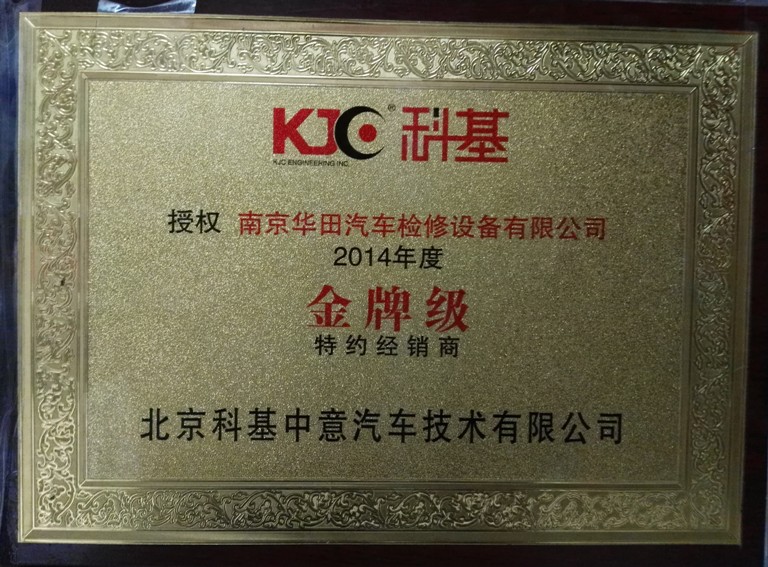 KJC® 科基
KJC ENGINEERING INC.
授权 南京华田汽车检修设备有限公司
2014年度
金牌级
特约经销商
北京科基中意汽车技术有限公司